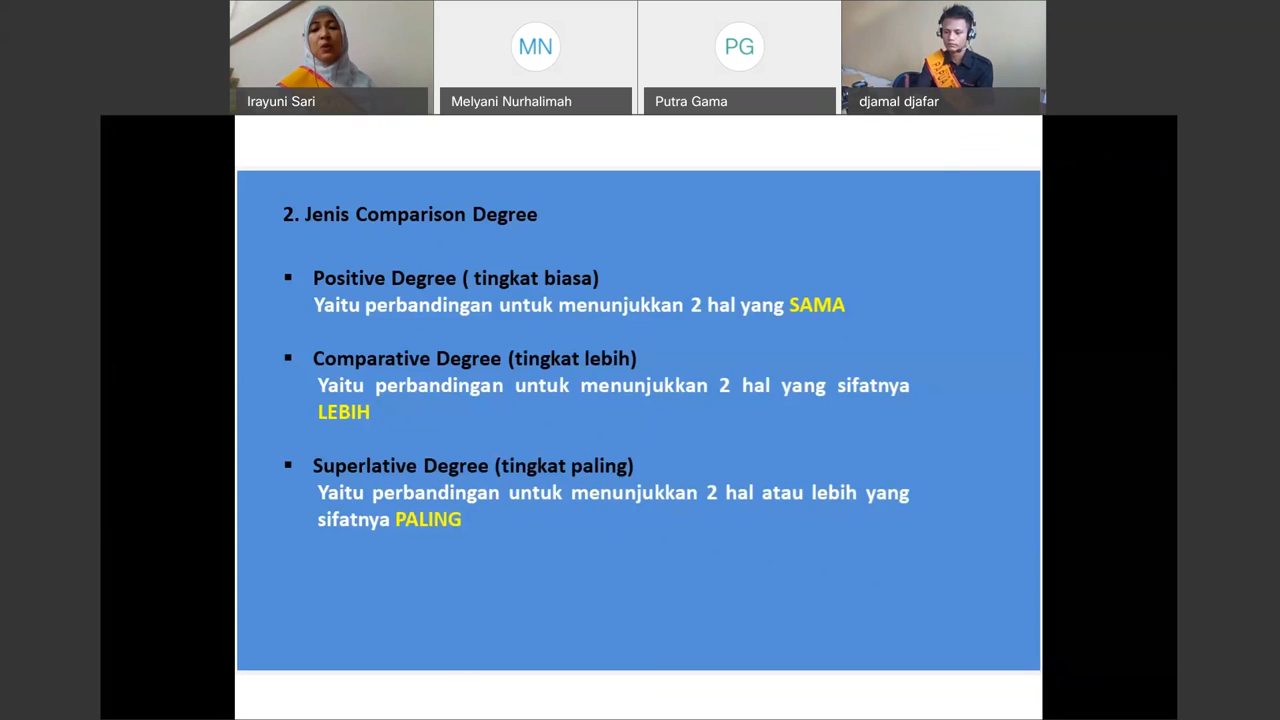 MN
PG
Irayuni Sari
Melyani Nurhalimah
Putra Gama
djamal djafar
2. Jenis Comparison Degree
▪ Positive Degree ( tingkat biasa)
Yaitu perbandingan untuk menunjukkan 2 hal yang SAMA
▪ Comparative Degree (tingkat lebih)
Yaitu perbandingan untuk menunjukkan 2 hal yang sifatnya
LEBIH
▪ Superlative Degree (tingkat paling)
Yaitu perbandingan untuk menunjukkan 2 hal atau lebih yang
sifatnya PALING